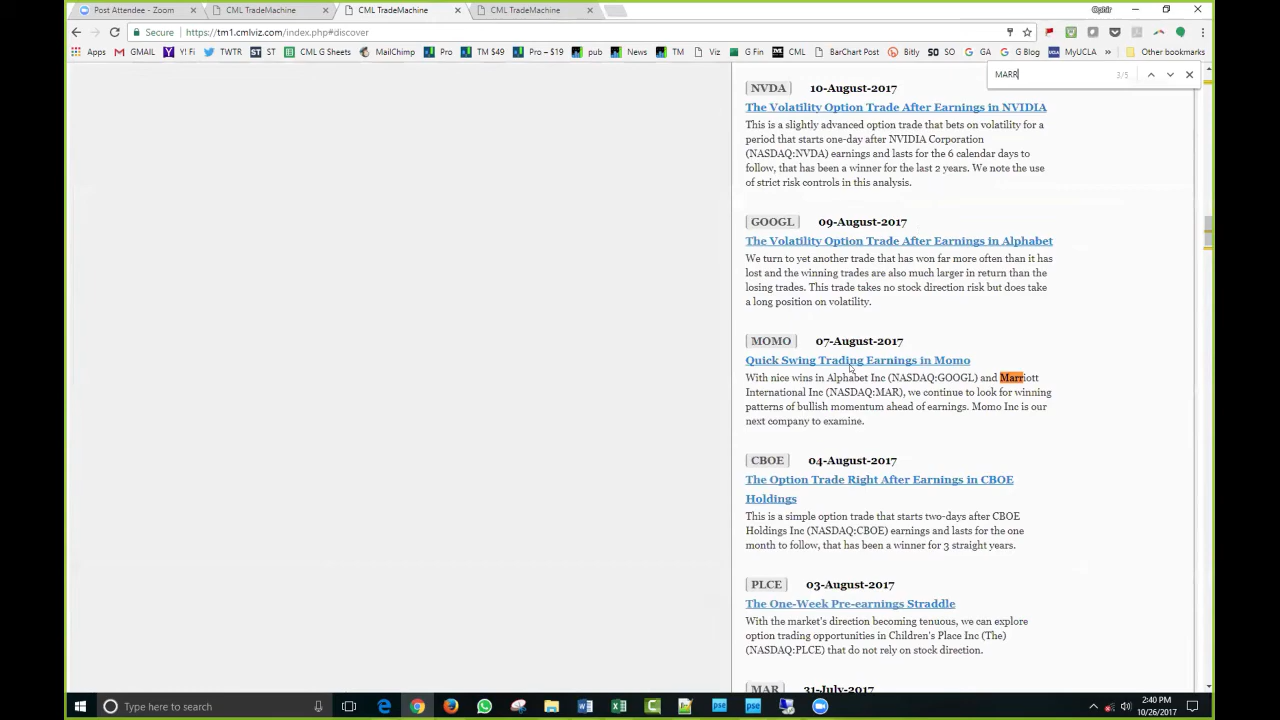 Post Attendee - Zoom
CML TradeMachine
CML TradeMachine
CML TradeMachine
Ophir
Secure
https://tm1.cmlviz.com/index.php#discover
Apps
GMAIL
Y! Fi
TWTR
ST
CML G Sheets
MailChimp
Pro
TM $49
Pro – $19
pub
News
TM
Viz
G Fin
CML
BarChart Post
Bitly
SO
GA
G Blog
MyUCLA
»
Other bookmarks
MARR
3/5
NVDA 10-August-2017
The Volatility Option Trade After Earnings in NVIDIA
This is a slightly advanced option trade that bets on volatility for a
period that starts one-day after NVIDIA Corporation
(NASDAQ:NVDA) earnings and lasts for the 6 calendar days to
follow, that has been a winner for the last 2 years. We note the use
of strict risk controls in this analysis.
GOOGL 09-August-2017
The Volatility Option Trade After Earnings in Alphabet
We turn to yet another trade that has won far more often than it has
lost and the winning trades are also much larger in return than the
losing trades. This trade takes no stock direction risk but does take
a long position on volatility.
MOMO 07-August-2017
Quick Swing Trading Earnings in Momo
With nice wins in Alphabet Inc (NASDAQ:GOOGL) and Marriott
International Inc (NASDAQ:MAR), we continue to look for winning
patterns of bullish momentum ahead of earnings. Momo Inc is our
next company to examine.
CBOE 04-August-2017
The Option Trade Right After Earnings in CBOE
Holdings
This is a simple option trade that starts two-days after CBOE
Holdings Inc (NASDAQ:CBOE) earnings and lasts for the one
month to follow, that has been a winner for 3 straight years.
PLCE 03-August-2017
The One-Week Pre-earnings Straddle
With the market's direction becoming tenuous, we can explore
option trading opportunities in Children's Place Inc (The)
(NASDAQ:PLCE) that do not rely on stock direction.
MAR 31-July-2017
Type here to search
2:40 PM
10/26/2017